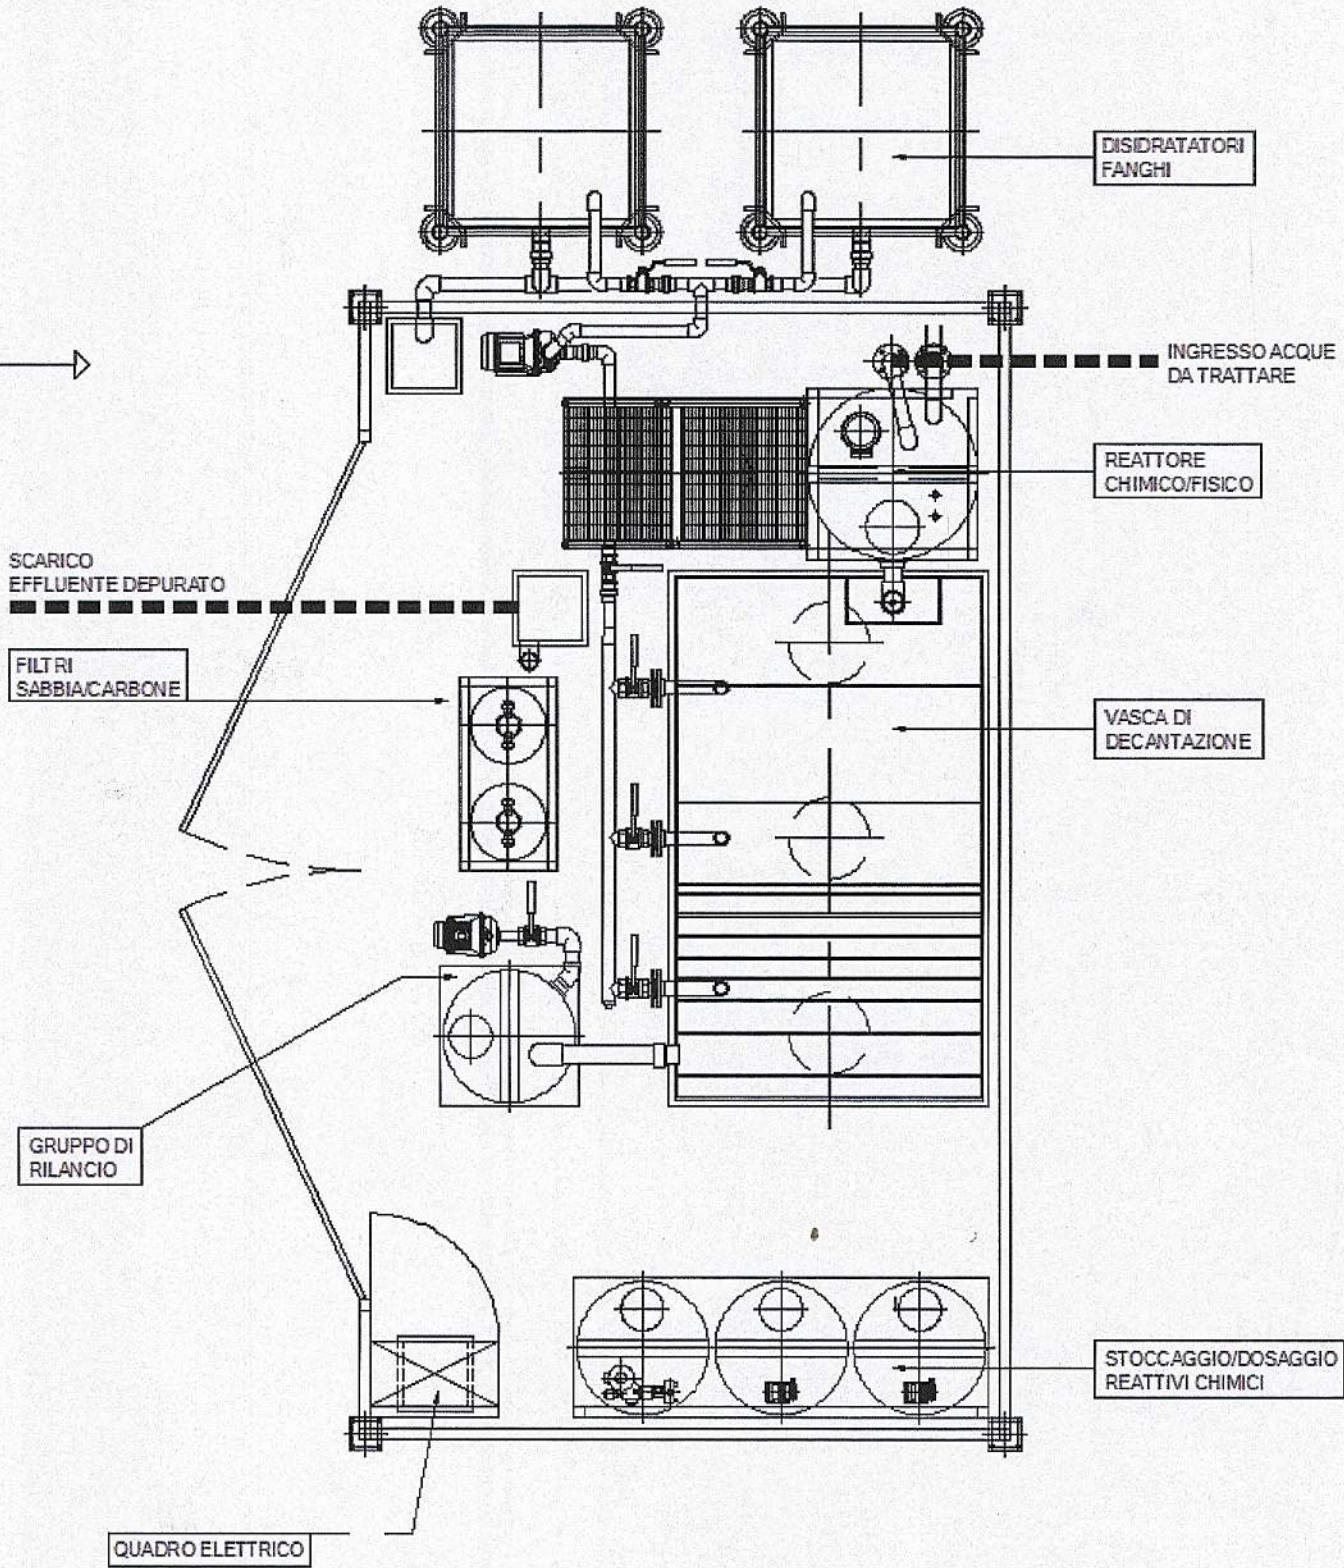 DISIDRATATORI
FANGHI
INGRESSO ACQUE
DA TRATTARE
REATTORE
CHIMICO/FISICO
SCARICO
EFFLUENTE DEPURATO
FILTRI
SABBIA/CARBONE
VASCA DI
DECANTAZIONE
GRUPPO DI
RILANCIO
STOCCAGGIO/DOSAGGIO
REATTIVI CHIMICI
QUADRO ELETTRICO